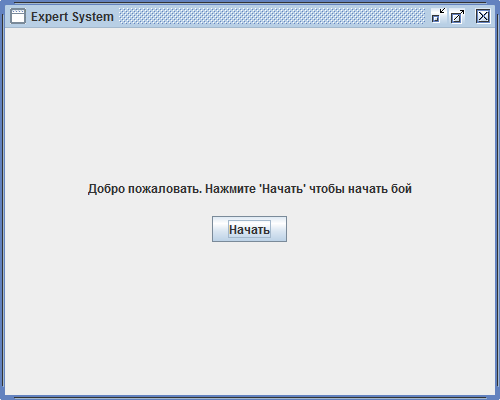 Expert System
Добро пожаловать. Нажмите 'Начать' чтобы начать бой
Начать